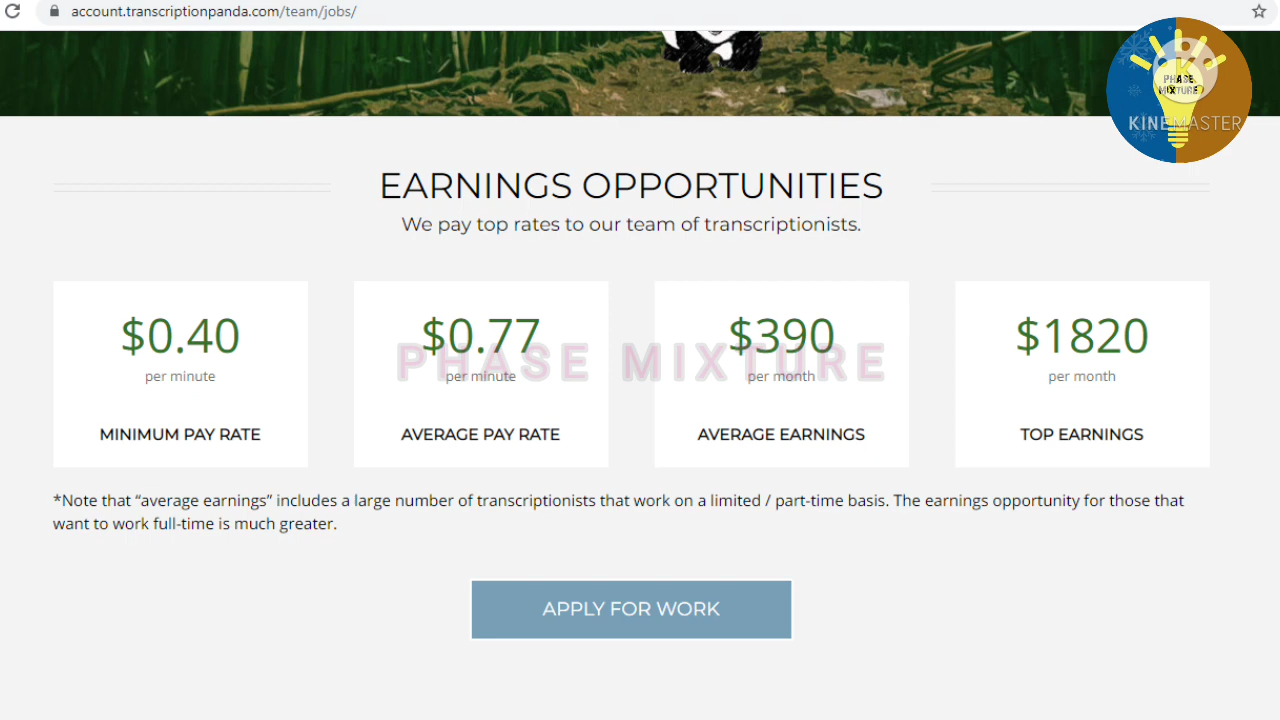 account.transcriptionpanda.com/team/jobs/
PHASE
MIXTURE
KINEMASTER
EARNINGS OPPORTUNITIES
We pay top rates to our team of transcriptionists.
$0.40
per minute
MINIMUM PAY RATE
$0.77
per minute
AVERAGE PAY RATE
$390
per month
AVERAGE EARNINGS
$1820
per month
TOP EARNINGS
PHASE MIXTURE
*Note that “average earnings” includes a large number of transcriptionists that work on a limited / part-time basis. The earnings opportunity for those that
want to work full-time is much greater.
APPLY FOR WORK